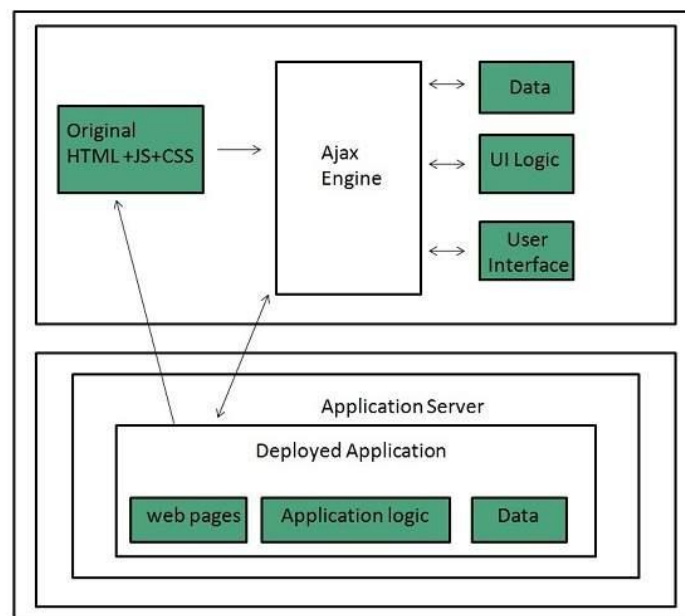 Original
HTML +JS+CSS
Ajax
Engine
Data
UI Logic
User
Interface
Application Server
Deployed Application
web pages
Application logic
Data